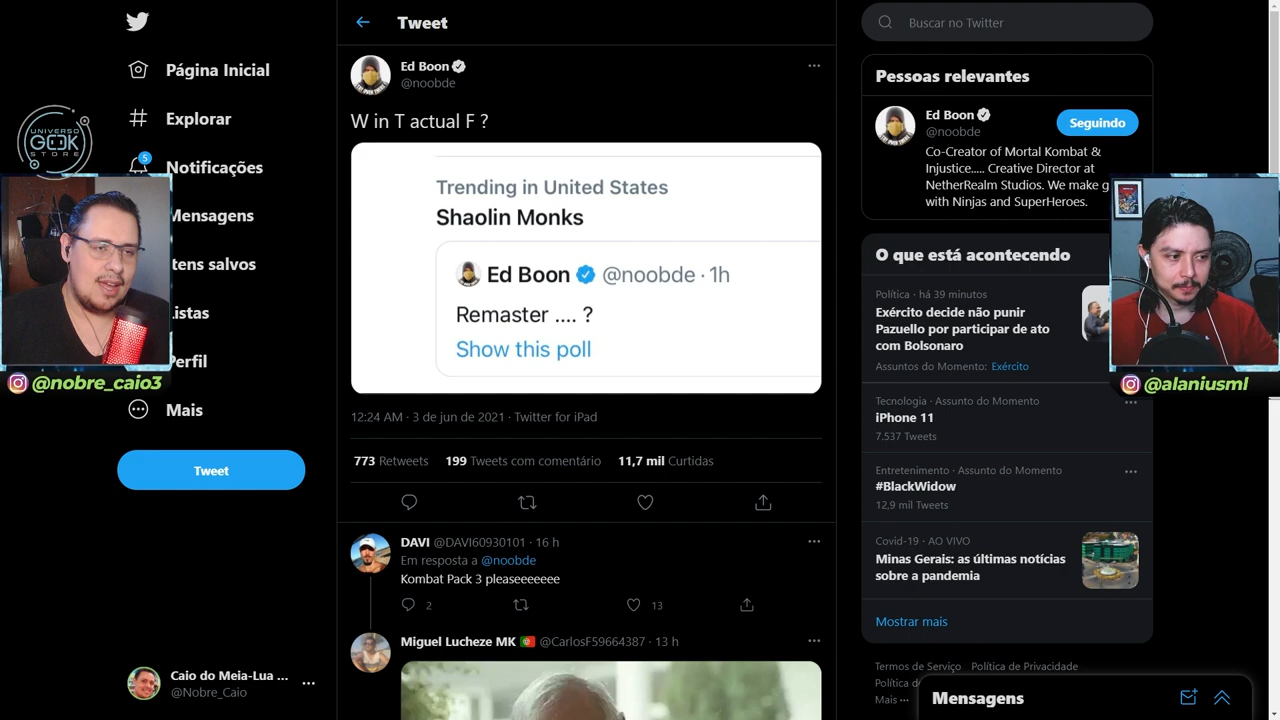 Página Inicial
Explorar
5
Notificações
Mensagens
Itens salvos
Listas
Perfil
Mais
Tweet
UNIVERSO
GEEK
STORE
@nobre_caio3
Caio do Meia-Lua ...
@Nobre_Caio
Tweet
Ed Boon
@noobde
W in T actual F ?
Trending in United States
Shaolin Monks
Ed Boon @noobde · 1h
Remaster .... ?
Show this poll
12:24 AM · 3 de jun de 2021 · Twitter for iPad
773 Retweets 199 Tweets com comentário 11,7 mil Curtidas
DAVI @DAVI60930101 · 16 h
Em resposta a @noobde
Kombat Pack 3 pleaseeeeeee
2
13
Miguel Lucheze MK @CarlosF59664387 · 13 h
Buscar no Twitter
Pessoas relevantes
Ed Boon
@noobde
Seguindo
Co-Creator of Mortal Kombat &
Injustice..... Creative Director at
NetherRealm Studios. We make g
with Ninjas and SuperHeroes.
@alaniusml
O que está acontecendo
Política · há 39 minutos
Exército decide não punir
Pazuello por participar de ato
com Bolsonaro
Assuntos do Momento: Exército
Tecnologia · Assunto do Momento
iPhone 11
7.537 Tweets
Entretenimento · Assunto do Momento
#BlackWidow
12,9 mil Tweets
Covid-19 · AO VIVO
Minas Gerais: as últimas notícias
sobre a pandemia
Mostrar mais
Termos de Serviço Política de Privacidade
Política de
Mais
Mensagens